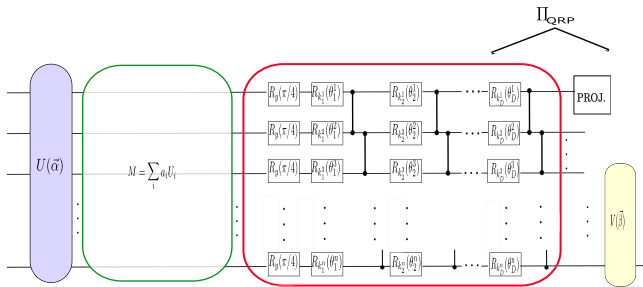 Π_QRP
R_y(π/4) R_{k_1^1}(θ_1^1) R_{k_2^1}(θ_2^1) ... R_{k_D^1}(θ_D^1) PROJ.
R_y(π/4) R_{k_1^2}(θ_1^2) R_{k_2^2}(θ_2^2) ... R_{k_D^2}(θ_D^2)
U(α⃗) M = ∑_i a_i U_i R_y(π/4) R_{k_1^3}(θ_1^3) R_{k_2^3}(θ_2^3) ... R_{k_D^3}(θ_D^3)
V(β⃗)
R_y(π/4) R_{k_1^n}(θ_1^n) R_{k_2^n}(θ_2^n) ... R_{k_D^n}(θ_D^n)